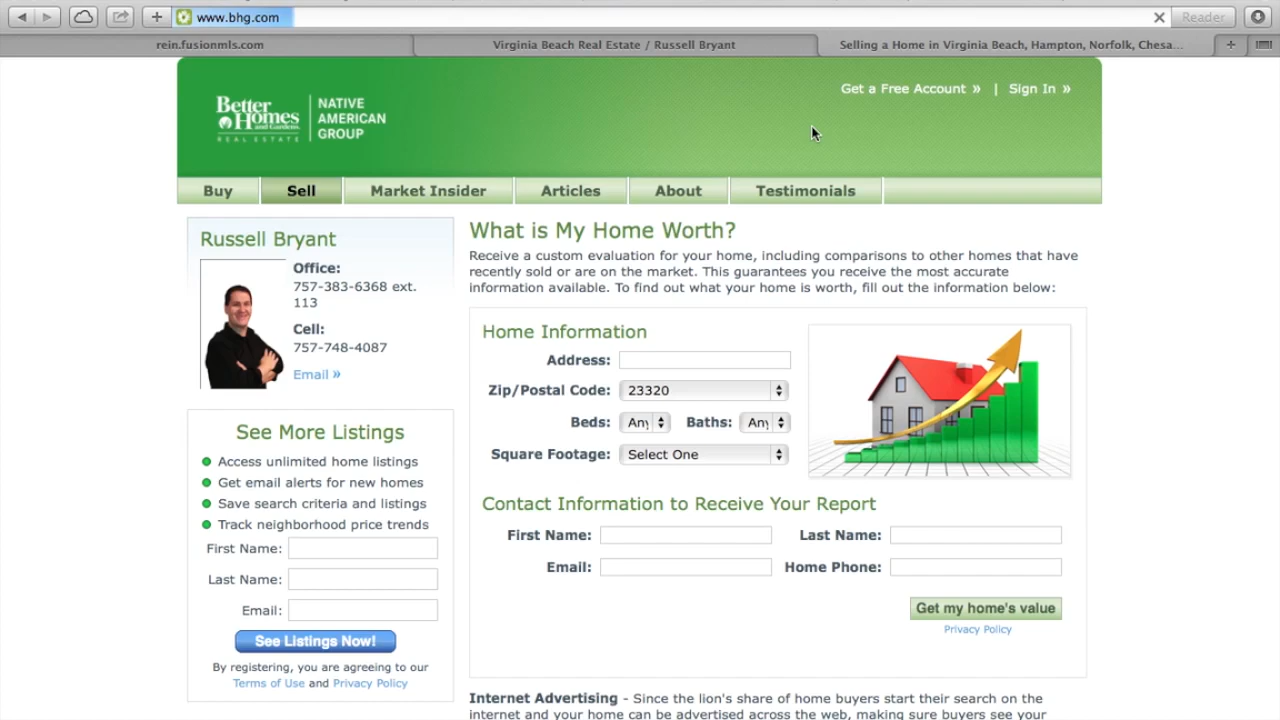 www.bhg.com
Reader
rein.fusionmls.com
Virginia Beach Real Estate / Russell Bryant
Selling a Home in Virginia Beach, Hampton, Norfolk, Chesa...
Get a Free Account » | Sign In »
Better
Homes
and Gardens
REAL ESTATE
NATIVE
AMERICAN
GROUP
Buy
Sell
Market Insider
Articles
About
Testimonials
Russell Bryant
Office:
757-383-6368 ext.
113
Cell:
757-748-4087
Email »
See More Listings
Access unlimited home listings
Get email alerts for new homes
Save search criteria and listings
Track neighborhood price trends
First Name:
Last Name:
Email:
See Listings Now!
By registering, you are agreeing to our
Terms of Use and Privacy Policy
What is My Home Worth?
Receive a custom evaluation for your home, including comparisons to other homes that have
recently sold or are on the market. This guarantees you receive the most accurate
information available. To find out what your home is worth, fill out the information below:
Home Information
Address:
Zip/Postal Code: 23320
Beds: Any Baths: Any
Square Footage: Select One
Contact Information to Receive Your Report
First Name: Last Name:
Email: Home Phone:
Get my home's value
Privacy Policy
Internet Advertising - Since the lion's share of home buyers start their search on the
internet and your home can be advertised across the web, making sure buyers see your